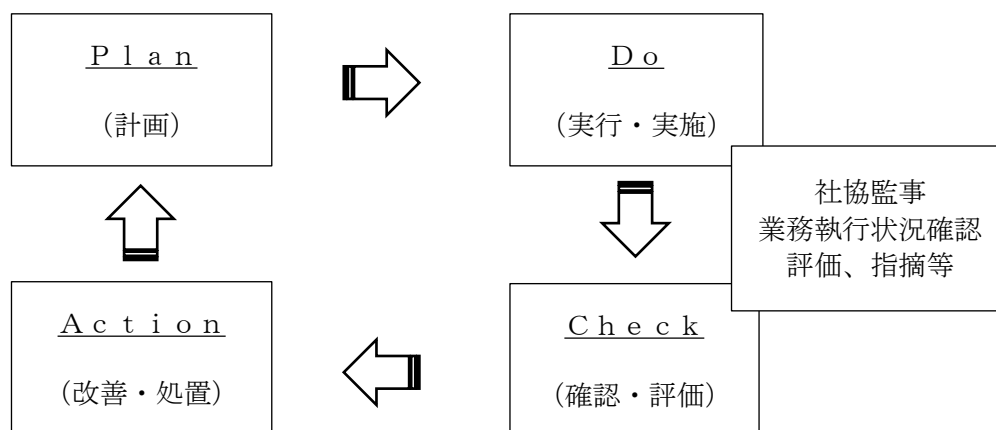 Ｐｌａｎ
（計画）
Ｄｏ
（実行・実施）
社協監事
業務執行状況確認
評価、指摘等
Ｃｈｅｃｋ
（確認・評価）
Ａｃｔｉｏｎ
（改善・処置）